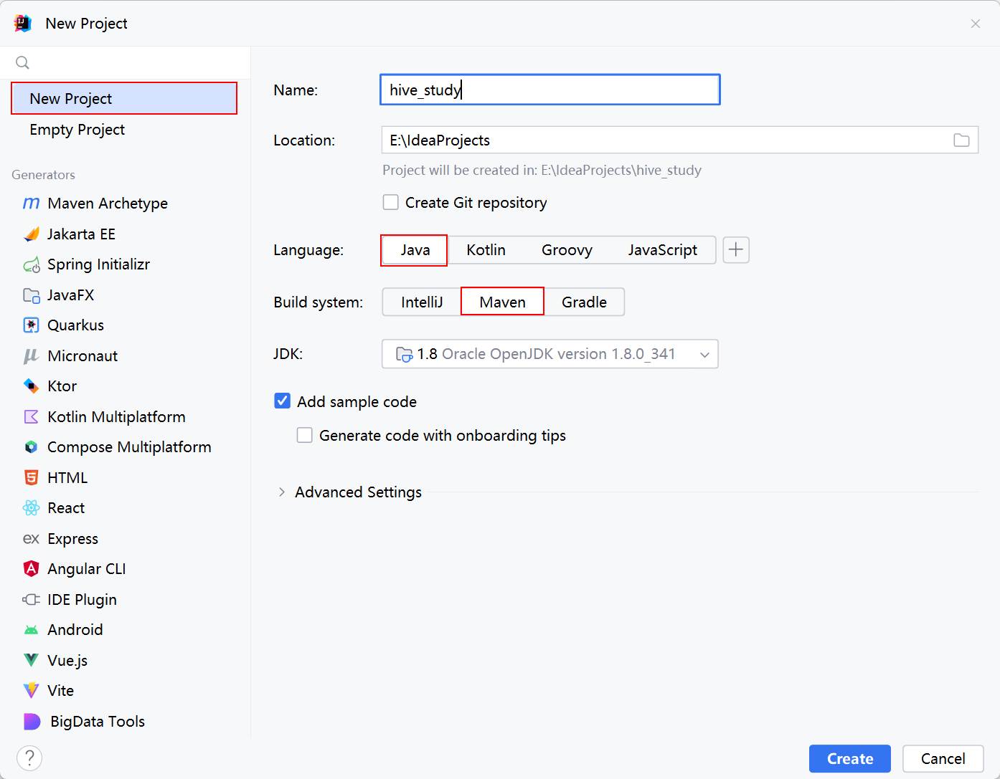 New Project
New Project
Empty Project
Generators
Maven Archetype
Jakarta EE
Spring Initializr
JavaFX
Quarkus
Micronaut
Ktor
Kotlin Multiplatform
Compose Multiplatform
HTML
React
ex Express
Angular CLI
IDE Plugin
Android
Vue.js
Vite
BigData Tools
?
Name: hive_study
Location: E:\IdeaProjects
Project will be created in: E:\IdeaProjects\hive_study
Create Git repository
Language: Java Kotlin Groovy JavaScript
Build system: IntelliJ Maven Gradle
JDK: 1.8 Oracle OpenJDK version 1.8.0_341
Add sample code
Generate code with onboarding tips
Advanced Settings
Create Cancel